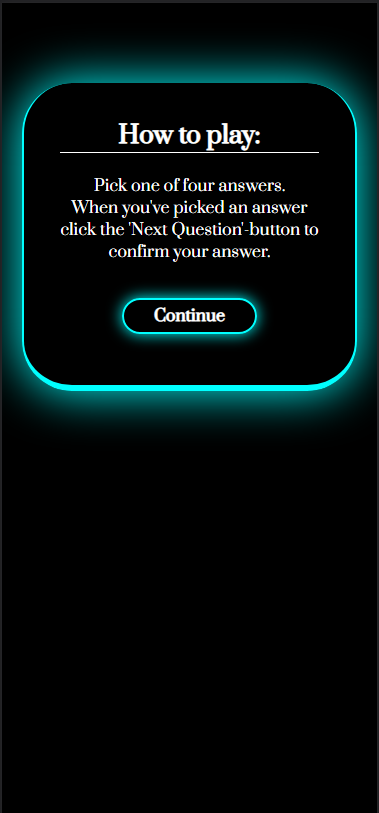 How to play:
Pick one of four answers.
When you've picked an answer
click the 'Next Question'-button to
confirm your answer.
Continue